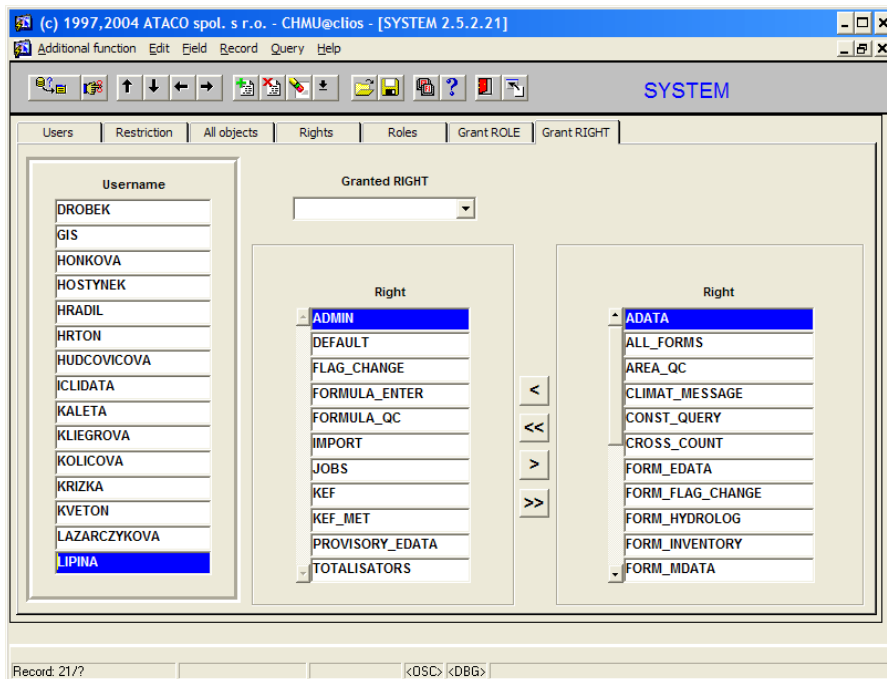 (c) 1997,2004 ATACO spol. s r.o. - CHMU@clios - [SYSTEM 2.5.2.21]
Additional function Edit Field Record Query Help
SYSTEM
Users Restriction All objects Rights Roles Grant ROLE Grant RIGHT
Username
DROBEK
GIS
HONKOVA
HOSTYNEK
HRADIL
HRTON
HUDCOVICOVA
ICLIDATA
KALETA
KLIEGROVA
KOLICOVA
KRIZKA
KVETON
LAZARCZYKOVA
LIPINA
Granted RIGHT
Right
ADMIN
DEFAULT
FLAG_CHANGE
FORMULA_ENTER
FORMULA_QC
IMPORT
JOBS
KEF
KEF_MET
PROVISORY_EDATA
TOTALISATORS
<
<<
>
>>
Right
ADATA
ALL_FORMS
AREA_QC
CLIMAT_MESSAGE
CONST_QUERY
CROSS_COUNT
FORM_EDATA
FORM_FLAG_CHANGE
FORM_HYDROLOG
FORM_INVENTORY
FORM_MDATA
Record: 21/? <OSC> <DBG>